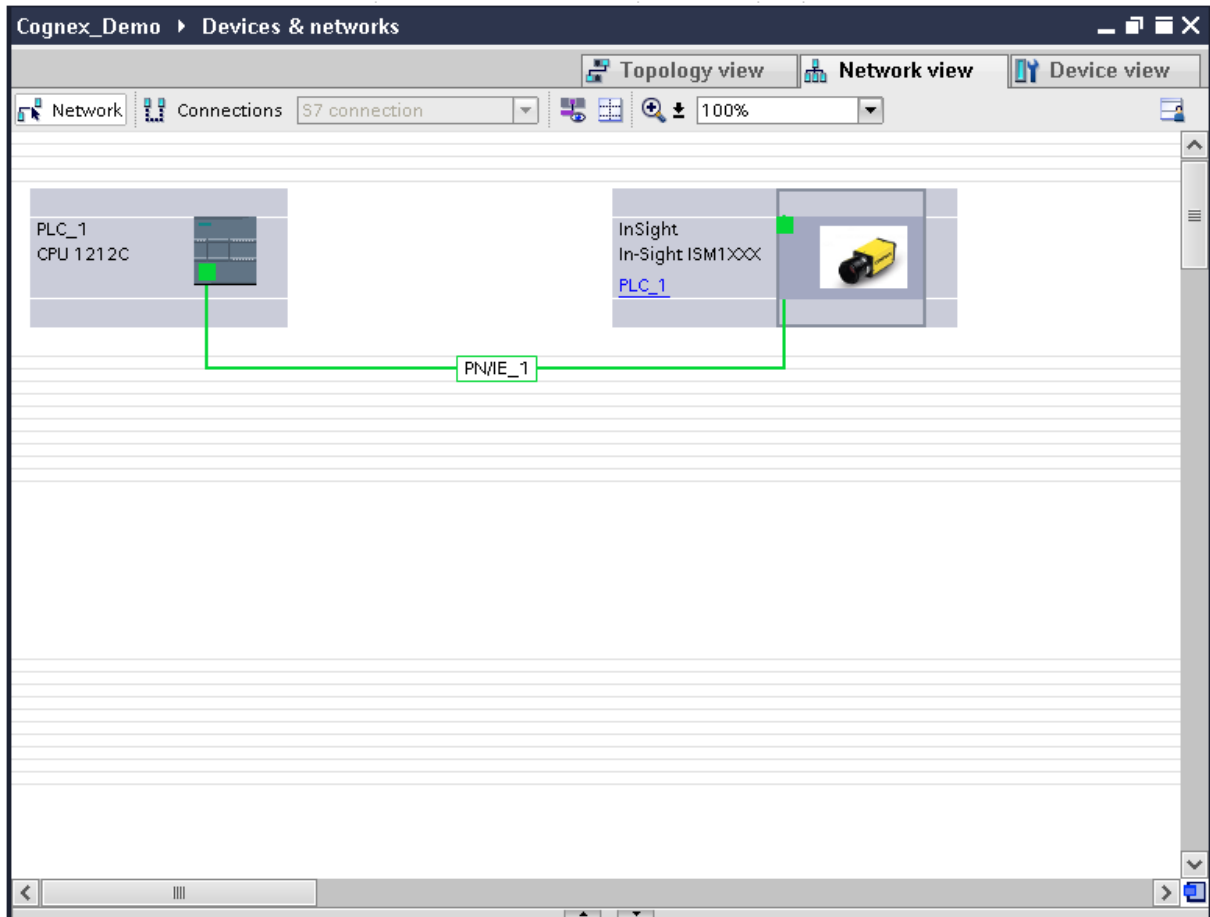 Cognex_Demo ▸ Devices & networks
Topology view
Network view
Device view
Network
Connections
S7 connection
100%
PLC_1
CPU 1212C
InSight
In-Sight ISM1XXX
PLC_1
PN/IE_1